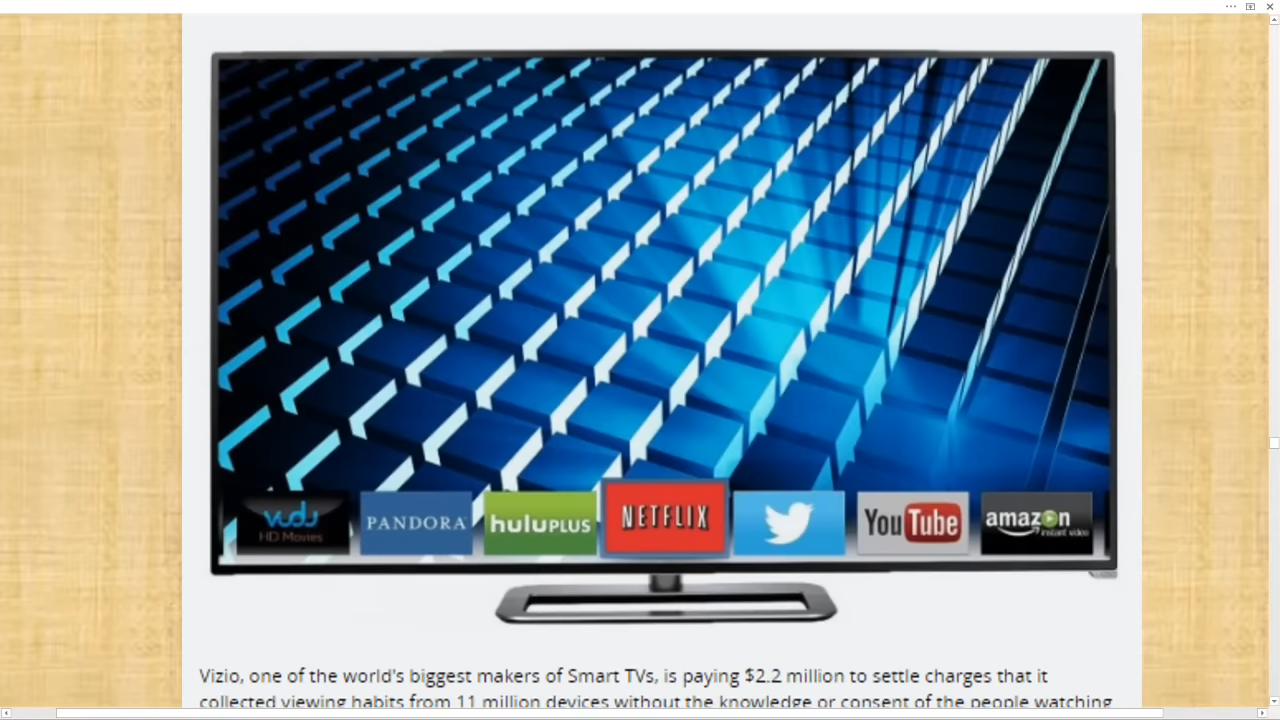 vudu
HD Movies
PANDORA
huluPLUS
NETFLIX
You Tube
amazon
instant video
Vizio, one of the world's biggest makers of Smart TVs, is paying $2.2 million to settle charges that it
collected viewing habits from 11 million devices without the knowledge or consent of the people watching